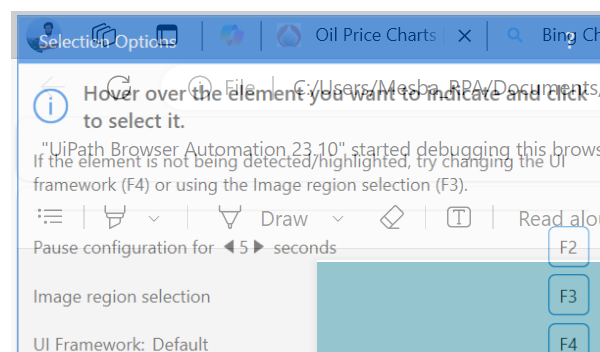 Selection Options
Oil Price Charts
Bing Ch
?
File
C:/Users/Mesba_RPA/Documents/
Hover over the element you want to indicate and click
to select it.
"UiPath Browser Automation 23.10" started debugging this brows
If the element is not being detected/highlighted, try changing the UI
framework (F4) or using the Image region selection (F3).
Draw
T
Read alou
Pause configuration for 5 seconds
F2
Image region selection
F3
UI Framework: Default
F4